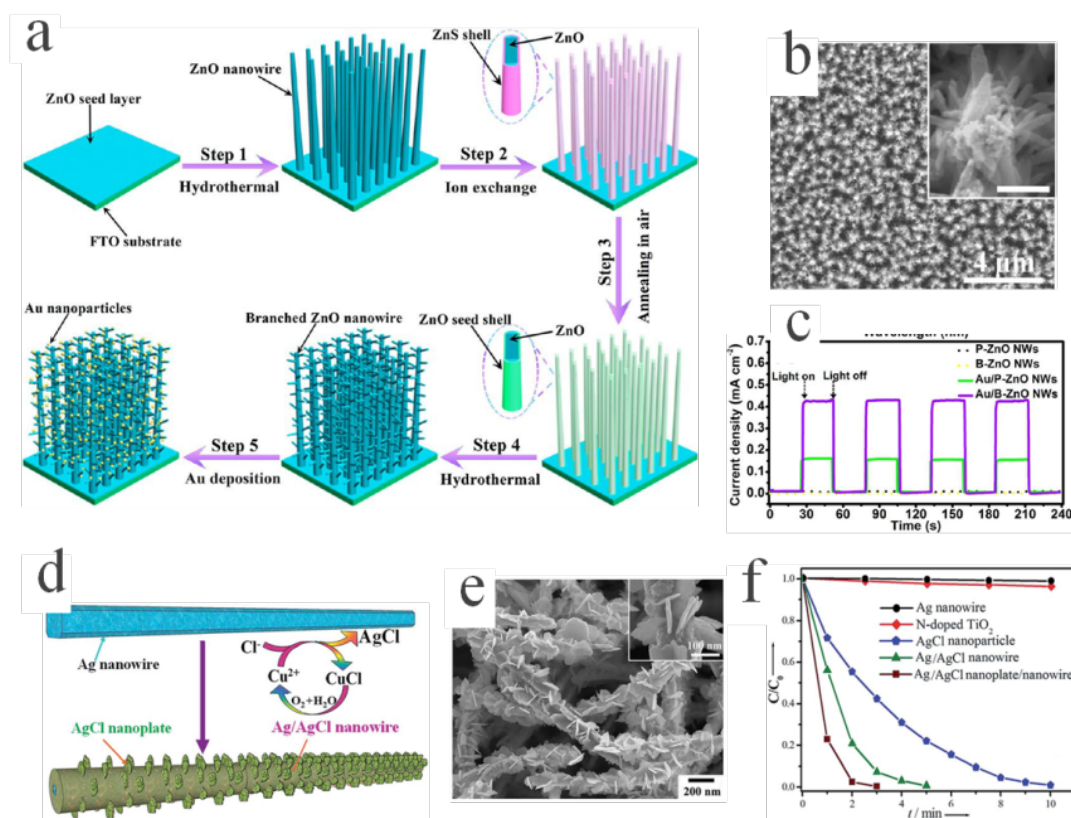 a
ZnS shell
ZnO
ZnO nanowire
ZnO seed layer
Step 1
Hydrothermal
Step 2
Ion exchange
FTO substrate
Step 3
Annealing in air
Au nanoparticles
Branched ZnO nanowire
ZnO seed shell
ZnO
Step 5
Au deposition
Step 4
Hydrothermal
b
4 μm
c
Wavelength (nm)
0.7
0.6
0.5
0.4
0.3
0.2
0.1
0.0
Current density (mA cm⁻²)
P-ZnO NWs
B-ZnO NWs
Au/P-ZnO NWs
Au/B-ZnO NWs
Light on
Light off
0 30 60 90 120 150 180 210 240
Time (s)
d
Ag nanowire
Cl⁻
AgCl
Cu²⁺
CuCl
O₂+H₂O
AgCl nanoplate
Ag/AgCl nanowire
e
100 nm
200 nm
f
1.0
0.8
0.6
0.4
0.2
0.0
C/C₀
Ag nanowire
N-doped TiO₂
AgCl nanoparticle
Ag/AgCl nanowire
Ag/AgCl nanoplate/nanowire
0 2 4 6 8 10
t / min